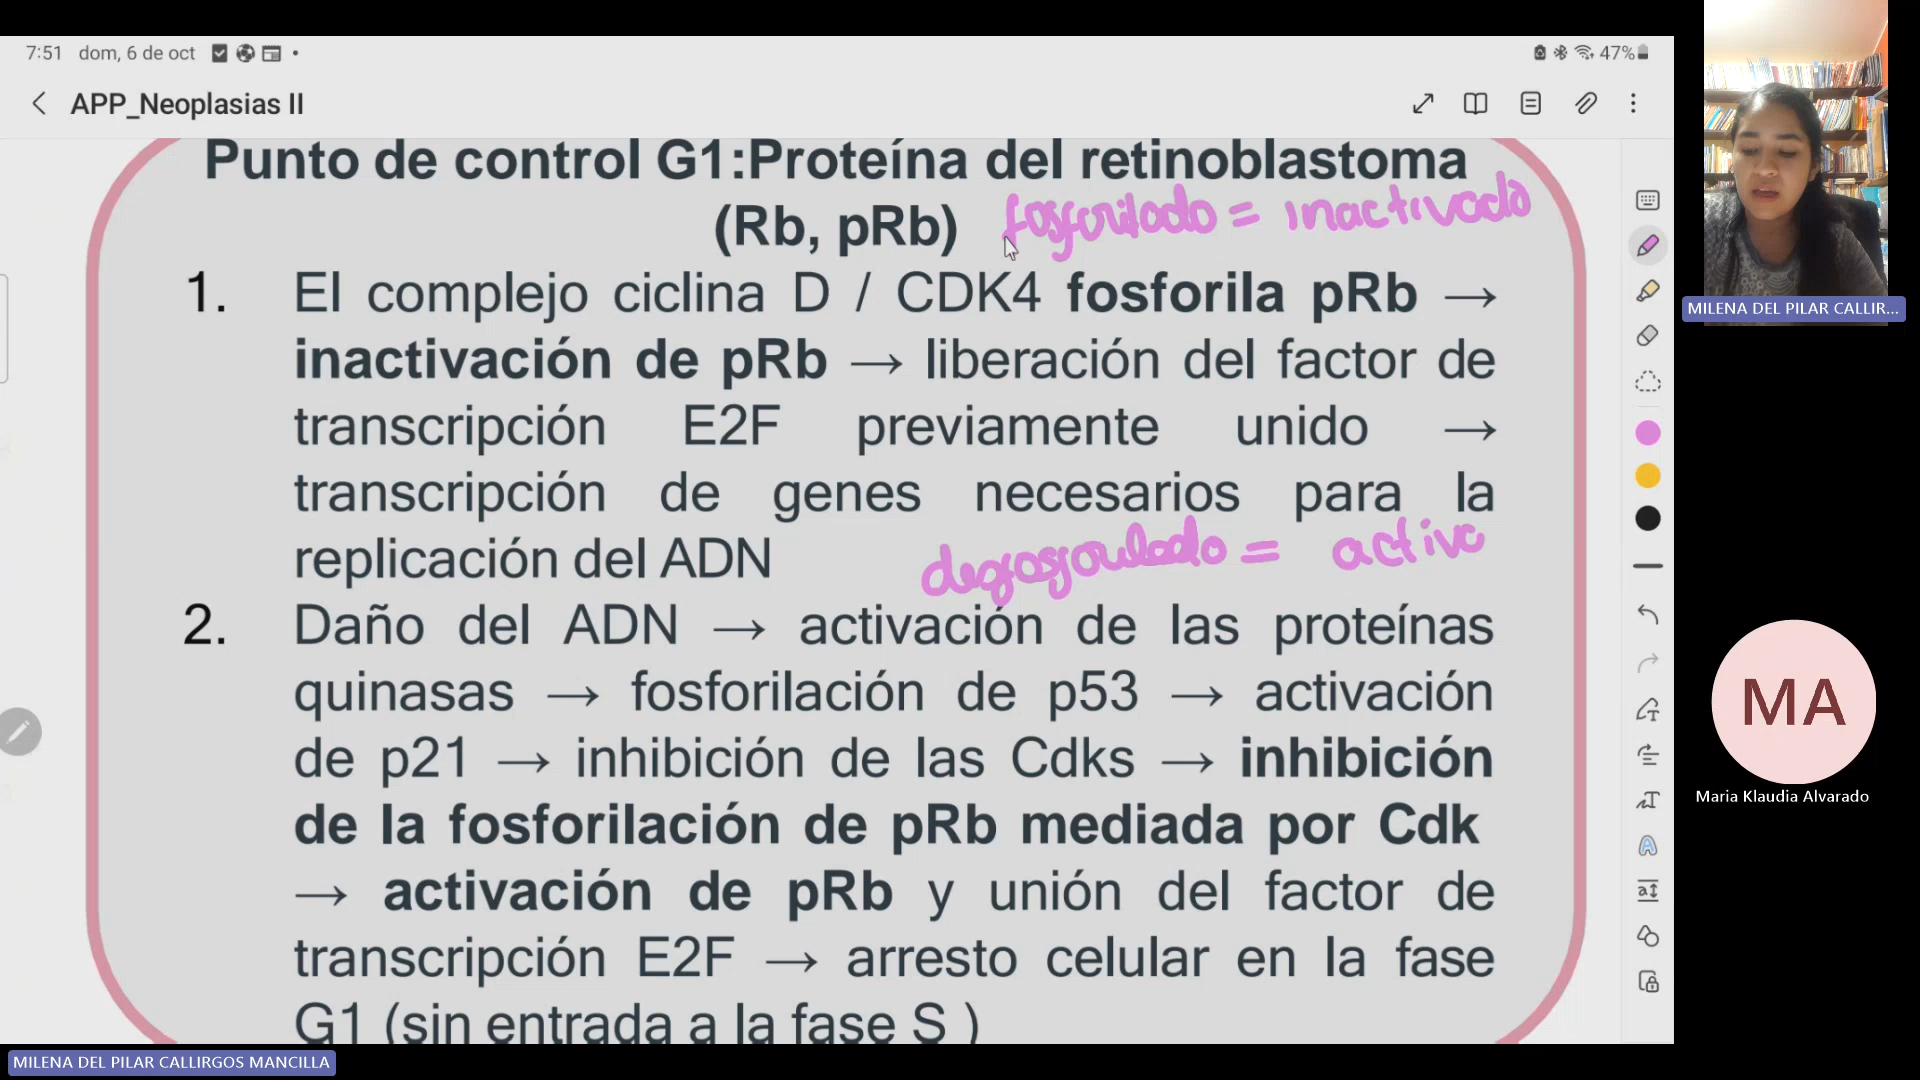 7:51 dom, 6 de oct
47%
APP_Neoplasias II
Punto de control G1:Proteína del retinoblastoma
(Rb, pRb) fosforilado = inactivado
1. El complejo ciclina D / CDK4 fosforila pRb →
inactivación de pRb → liberación del factor de
transcripción E2F previamente unido →
transcripción de genes necesarios para la
replicación del ADN
desfosforilado = activo
2. Daño del ADN → activación de las proteínas
quinasas → fosforilación de p53 → activación
de p21 → inhibición de las Cdks → inhibición
de la fosforilación de pRb mediada por Cdk
→ activación de pRb y unión del factor de
transcripción E2F → arresto celular en la fase
G1 (sin entrada a la fase S )
MILENA DEL PILAR CALLIR...
MA
Maria Klaudia Alvarado
MILENA DEL PILAR CALLIRGOS MANCILLA